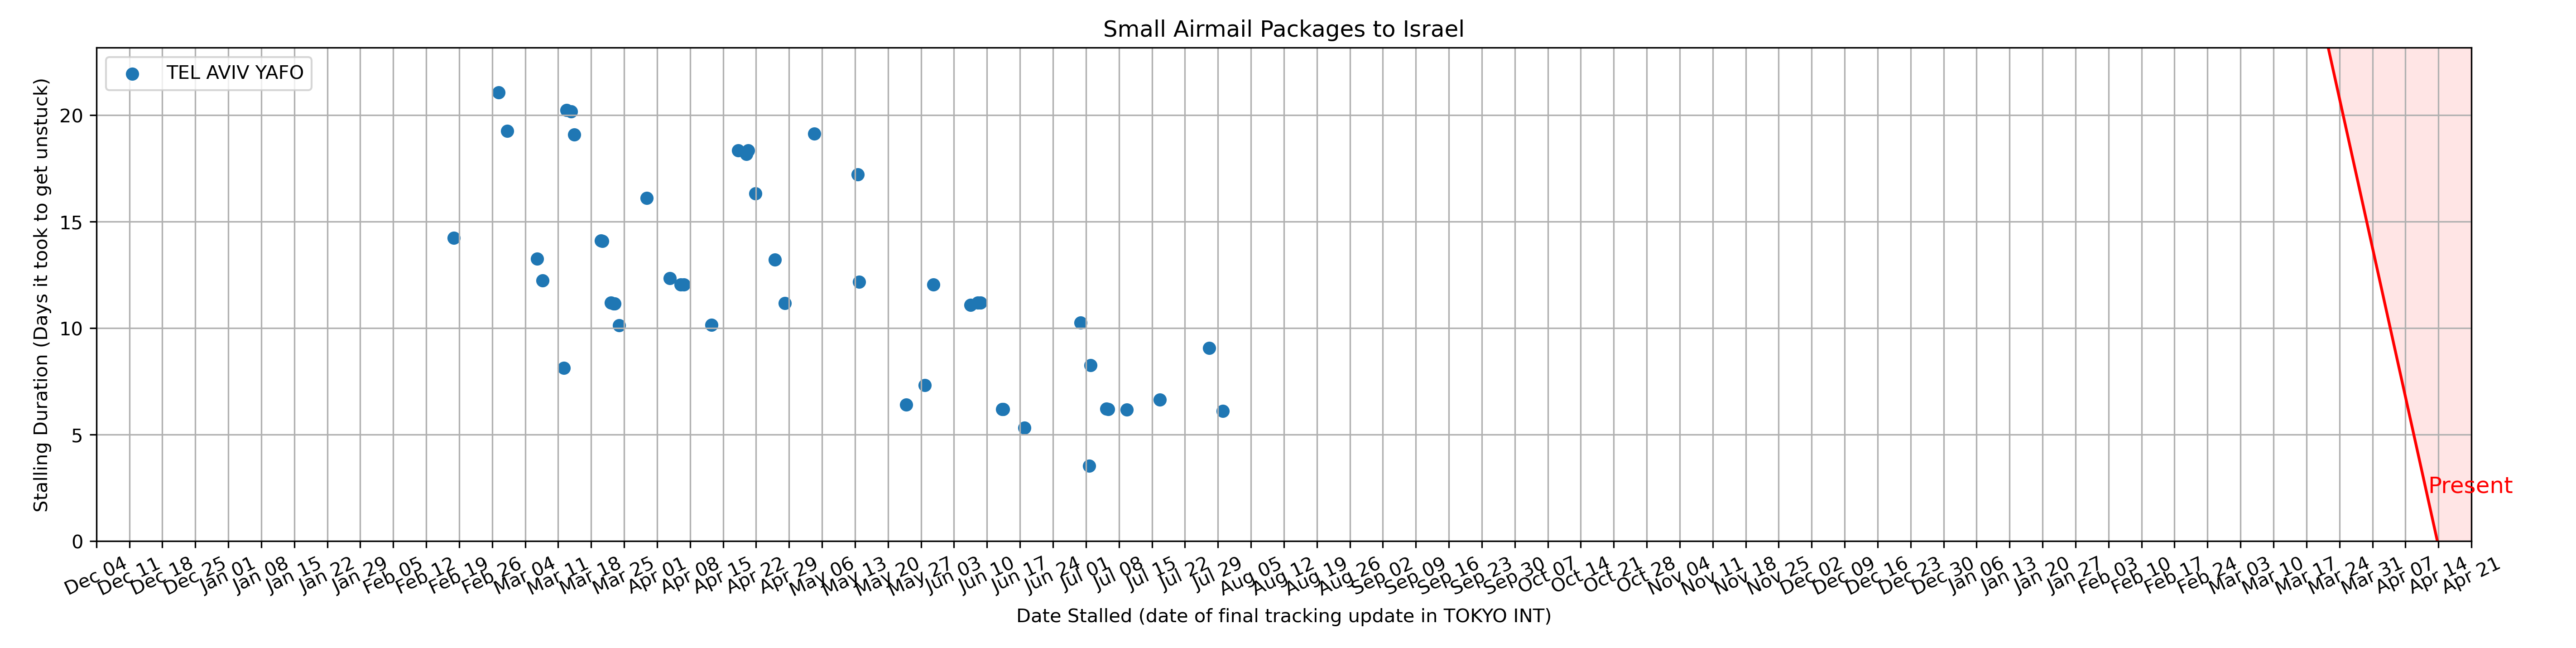 Small Airmail Packages to Israel
TEL AVIV YAFO
Stalling Duration (Days it took to get unstuck)
20
15
10
5
0
Present
Dec 04
Dec 11
Dec 18
Dec 25
Jan 01
Jan 08
Jan 15
Jan 22
Jan 29
Feb 05
Feb 12
Feb 19
Feb 26
Mar 04
Mar 11
Mar 18
Mar 25
Apr 01
Apr 08
Apr 15
Apr 22
Apr 29
May 06
May 13
May 20
May 27
Jun 03
Jun 10
Jun 17
Jun 24
Jul 01
Jul 08
Jul 15
Jul 22
Jul 29
Aug 05
Aug 12
Aug 19
Aug 26
Sep 02
Sep 09
Sep 16
Sep 23
Sep 30
Oct 07
Oct 14
Oct 21
Oct 28
Nov 04
Nov 11
Nov 18
Nov 25
Dec 02
Dec 09
Dec 16
Dec 23
Dec 30
Jan 06
Jan 13
Jan 20
Jan 27
Feb 03
Feb 10
Feb 17
Feb 24
Mar 03
Mar 10
Mar 17
Mar 24
Mar 31
Apr 07
Apr 14
Apr 21
Date Stalled (date of final tracking update in TOKYO INT)